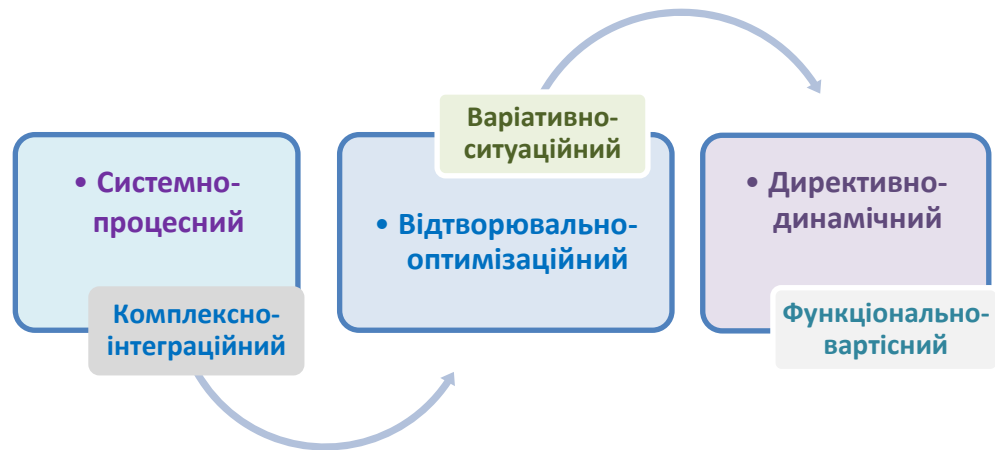 • Системно-
процесний
Комплексно-
інтеграційний
Варіативно-
ситуаційний
• Відтворювально-
оптимізаційний
• Директивно-
динамічний
Функціонально-
вартісний